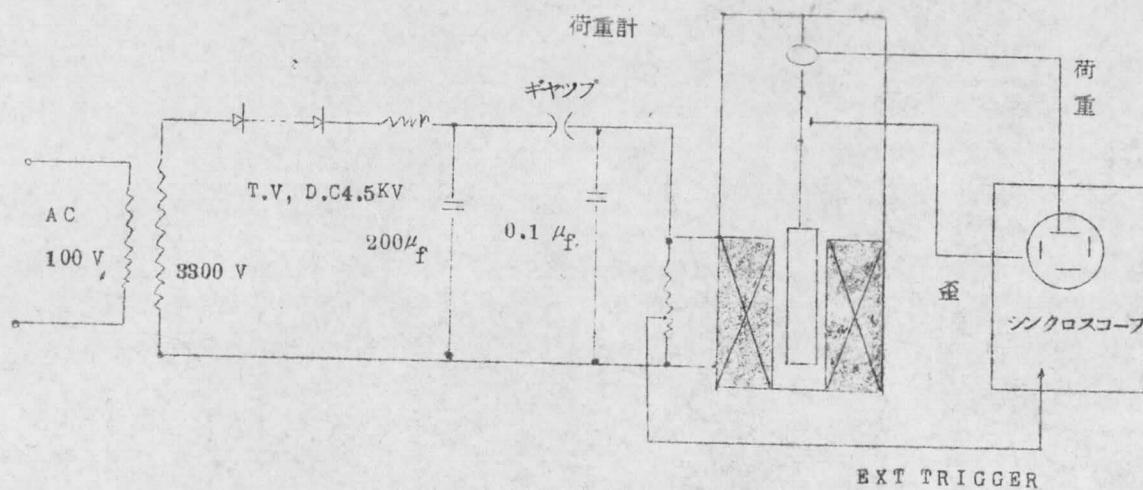 荷重計
荷
重
ギヤツプ
T.V, D.C4.5KV
AC
100 V
3300 V
200μf
0.1 μf
歪
シンクロスコープ
EXT TRIGGER